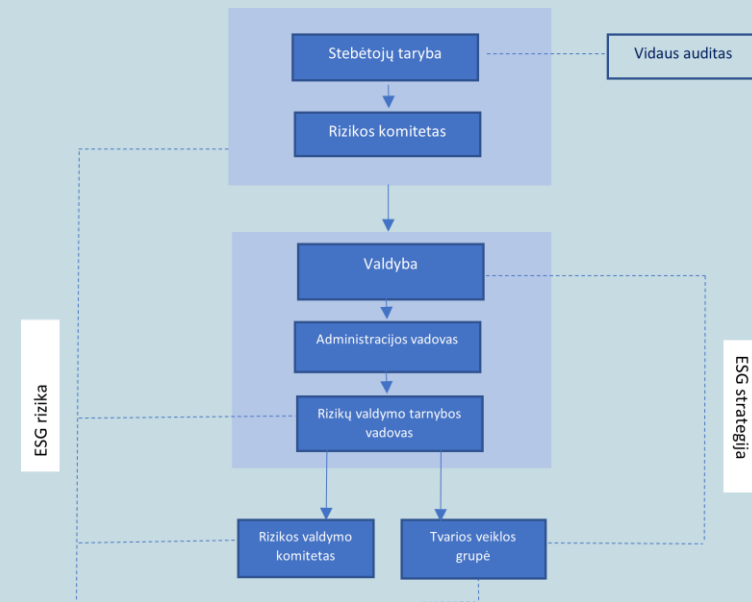 Stebėtojų taryba
Vidaus auditas
Rizikos komitetas
Valdyba
Administracijos vadovas
Rizikų valdymo tarnybos
vadovas
ESG rizika
ESG strategija
Rizikos valdymo
komitetas
Tvarios veiklos
grupė